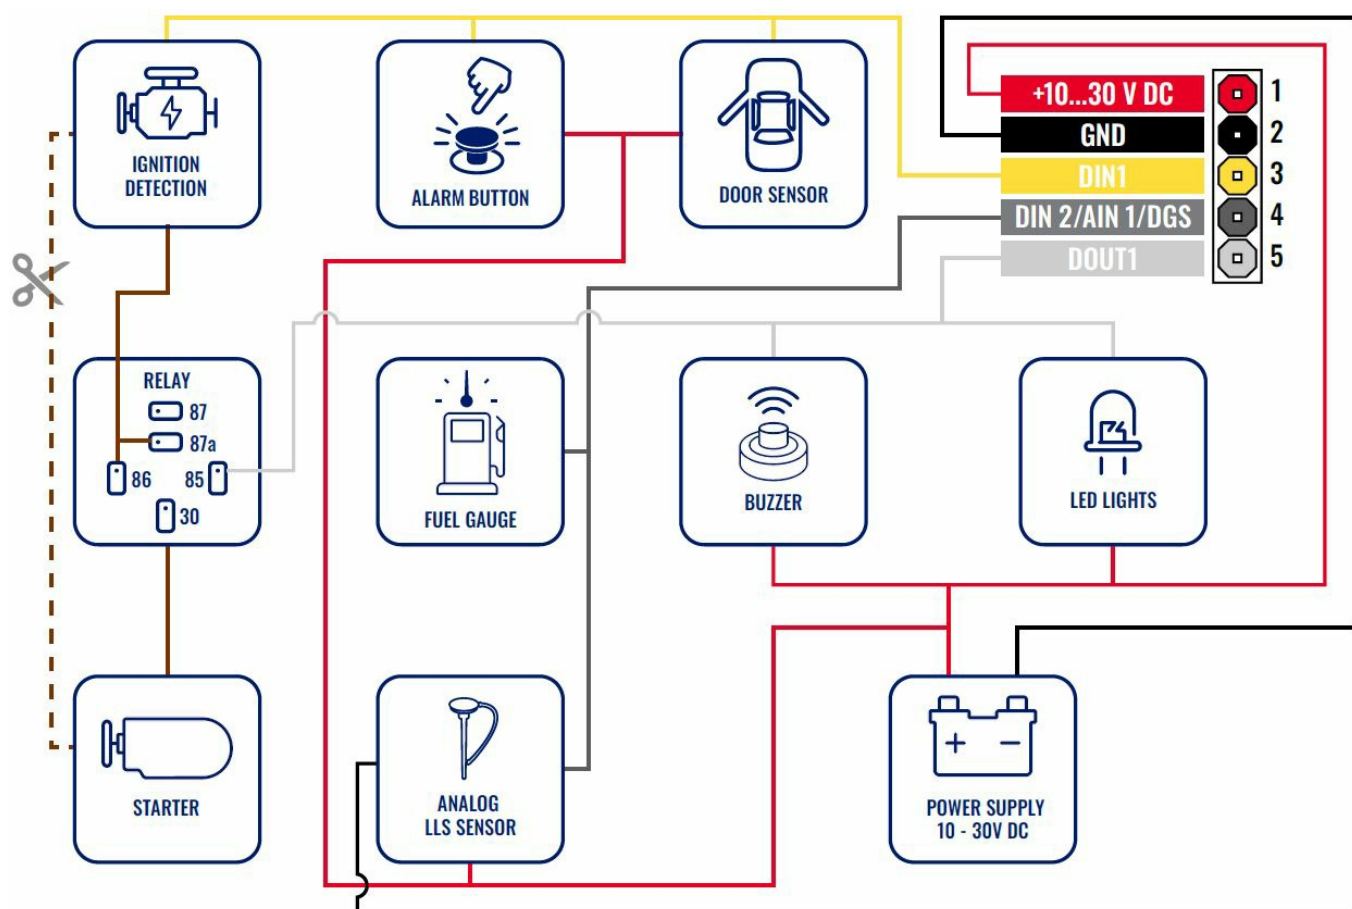 IGNITION
DETECTION
ALARM BUTTON
DOOR SENSOR
+10...30 V DC 1
GND 2
DIN1 3
DIN 2/AIN 1/DGS 4
DOUT1 5
RELAY
87
87a
86
85
30
FUEL GAUGE
BUZZER
LED LIGHTS
STARTER
ANALOG
LLS SENSOR
POWER SUPPLY
10 - 30V DC